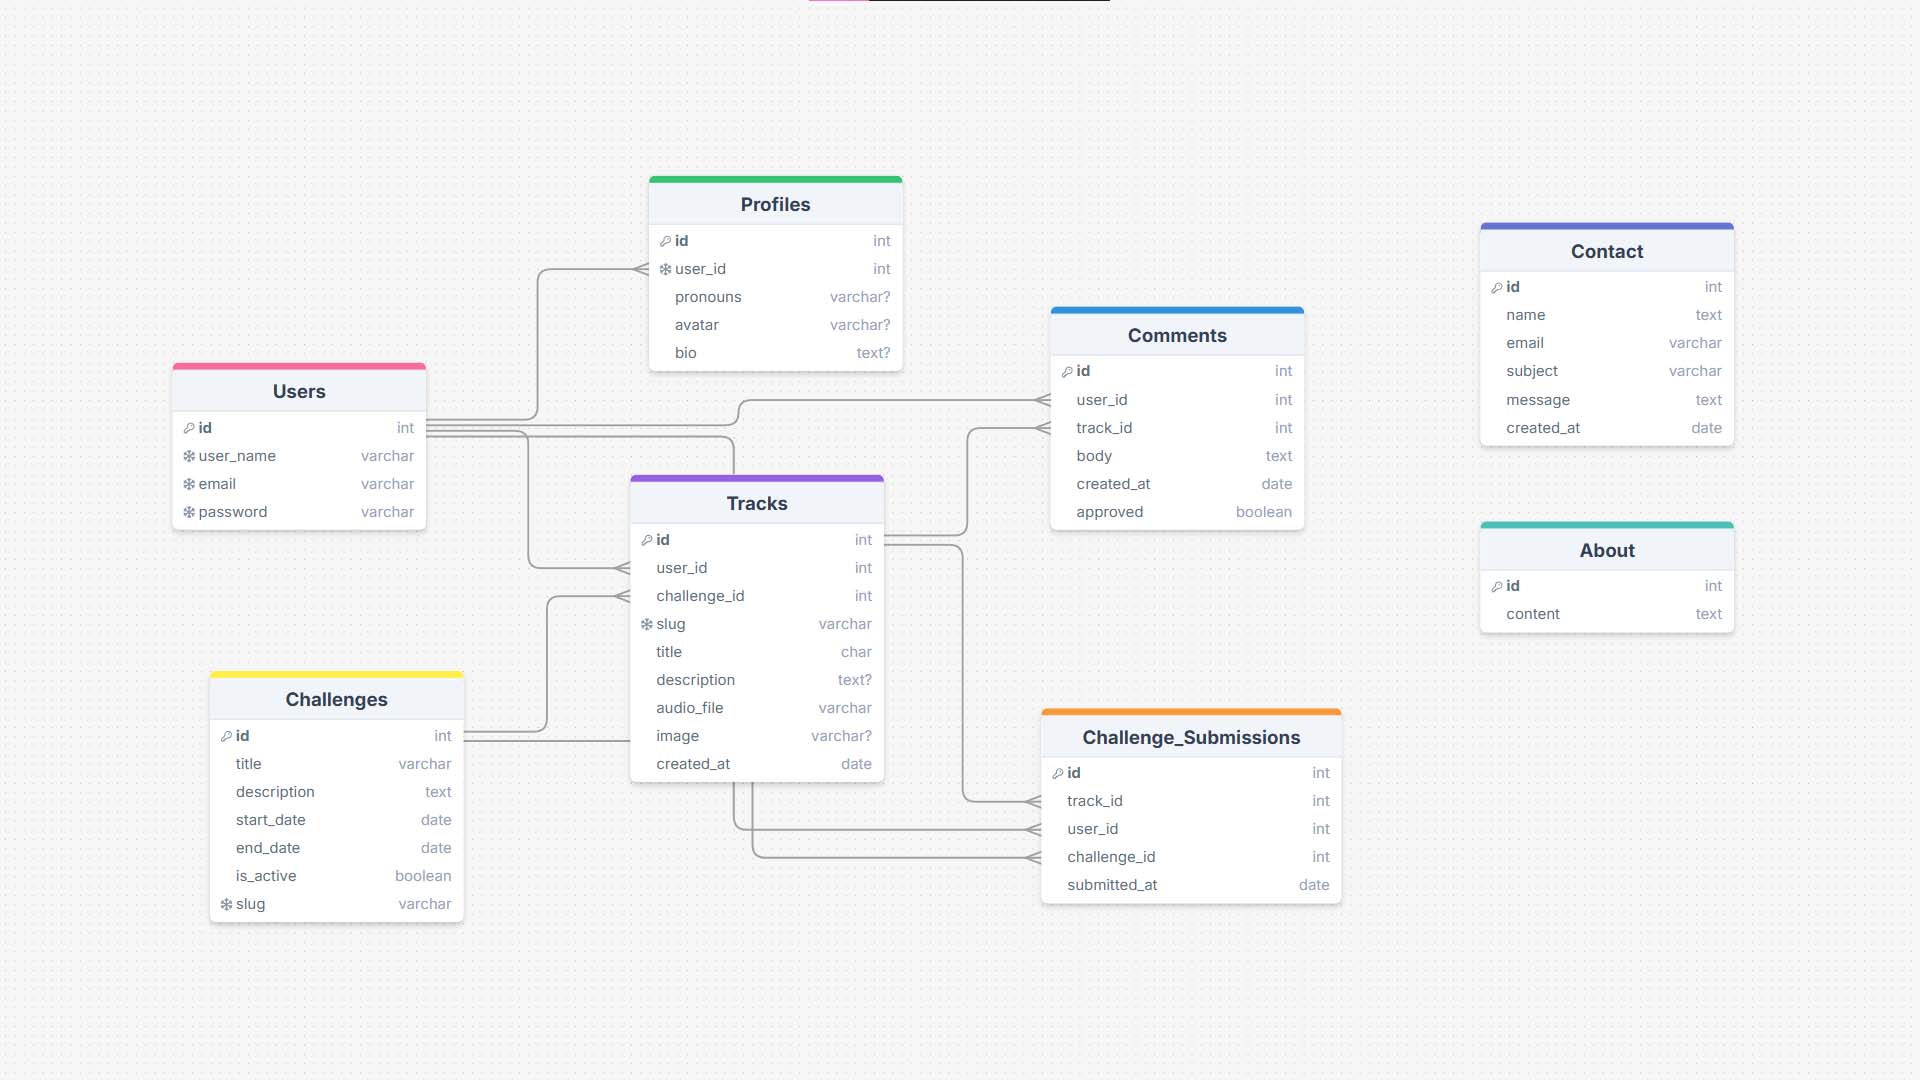 Profiles
id int
user_id int
pronouns varchar?
avatar varchar?
bio text?
Users
id int
user_name varchar
email varchar
password varchar
Comments
id int
user_id int
track_id int
body text
created_at date
approved boolean
Contact
id int
name text
email varchar
subject varchar
message text
created_at date
Tracks
id int
user_id int
challenge_id int
slug varchar
title char
description text?
audio_file varchar
image varchar?
created_at date
About
id int
content text
Challenges
id int
title varchar
description text
start_date date
end_date date
is_active boolean
slug varchar
Challenge_Submissions
id int
track_id int
user_id int
challenge_id int
submitted_at date